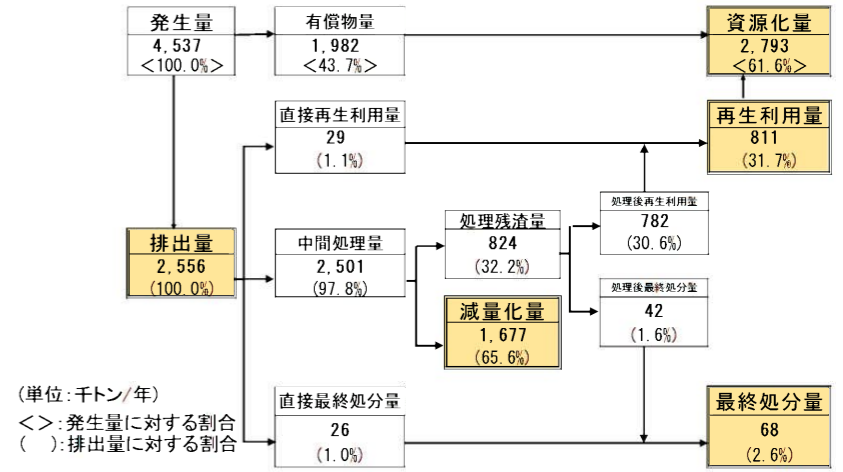 発生量
4,537
<100.0%>
有償物量
1,982
<43.7%>
資源化量
2,793
<61.6%>
直接再生利用量
29
(1.1%)
再生利用量
811
(31.7%)
排出量
2,556
(100.0%)
中間処理量
2,501
(97.8%)
処理残渣量
824
(32.2%)
処理後再生利用量
782
(30.6%)
減量化量
1,677
(65.6%)
処理後最終処分量
42
(1.6%)
直接最終処分量
26
(1.0%)
最終処分量
68
(2.6%)
(単位:千トン/年)
<>:発生量に対する割合
( ):排出量に対する割合